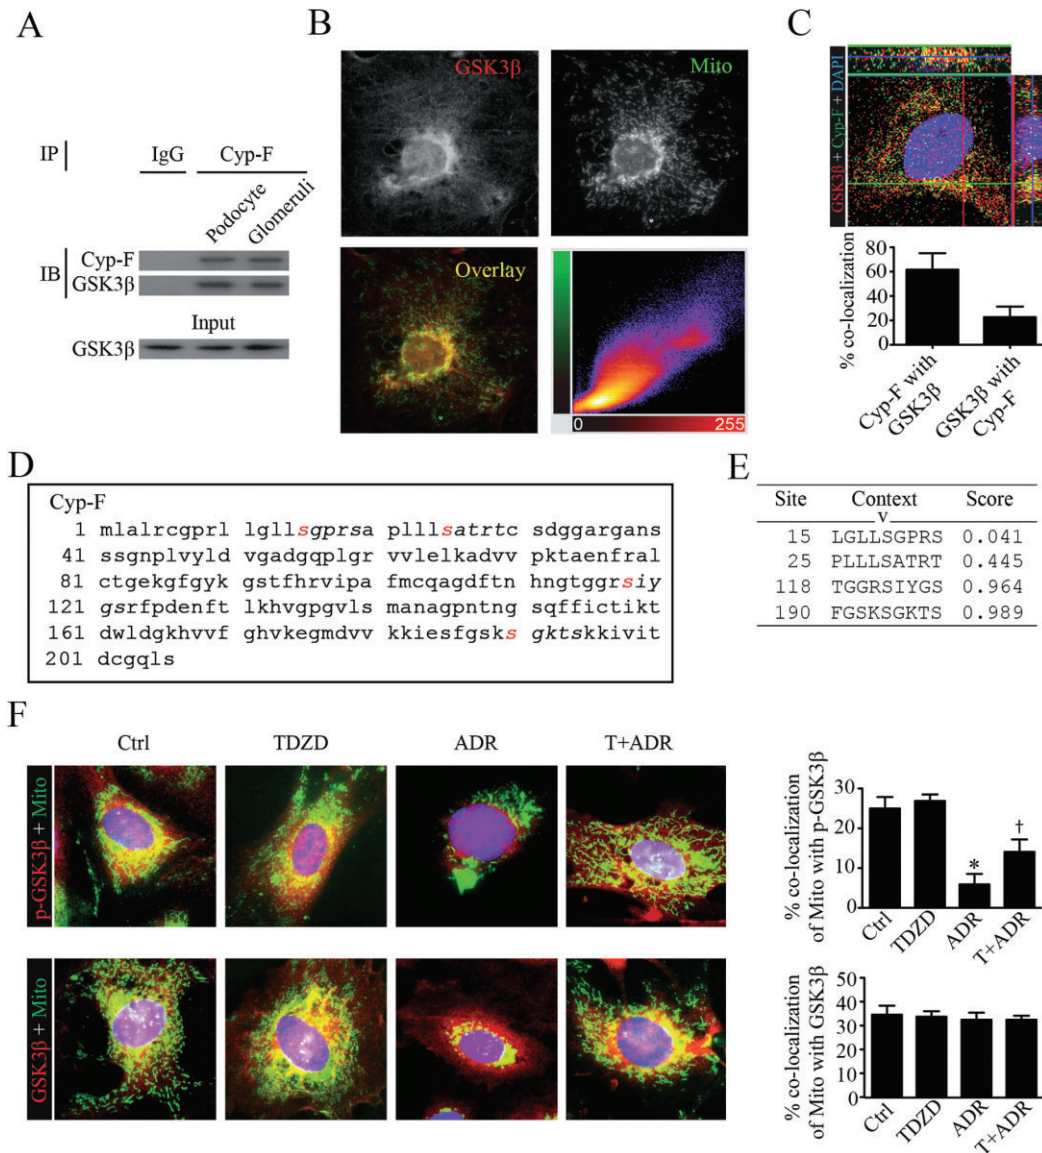 A
IP
IgG
Cyp-F
Podocyte
Glomeruli
IB
Cyp-F
GSK3β
Input
GSK3β
B
GSK3β
Mito
Overlay
0
255
C
GSK3β + Cyp-F + DAPI
% co-localization
80
60
40
20
0
Cyp-F with
GSK3β
GSK3β with
Cyp-F
D
Cyp-F
1 mlalrcgprl lgllsgprsa plllsatrtc sdggargans
41 ssgnplvyld vgadgqplgr vvlelkadvv pktaenfral
81 ctgekgfgyk gstfhrvipa fmcqagdftn hngtggrsiy
121 gsrfpdenft lkhvgpgvls managpntng sqffictikt
161 dwldgkhvvf ghvkegmdvv kkiesfgsks gktskkivit
201 dcgqls
E
Site Context Score
v
15 LGLLSGPRS 0.041
25 PLLLSATRT 0.445
118 TGGRSIYGS 0.964
190 FGSKSGKTS 0.989
F
Ctrl TDZD ADR T+ADR
p-GSK3β + Mito
% co-localization
of Mito with p-GSK3β
30
20
10
0
*
†
Ctrl
TDZD
ADR
T+ADR
GSK3β + Mito
% co-localization
of Mito with GSK3β
50
40
30
20
10
0
Ctrl
TDZD
ADR
T+ADR